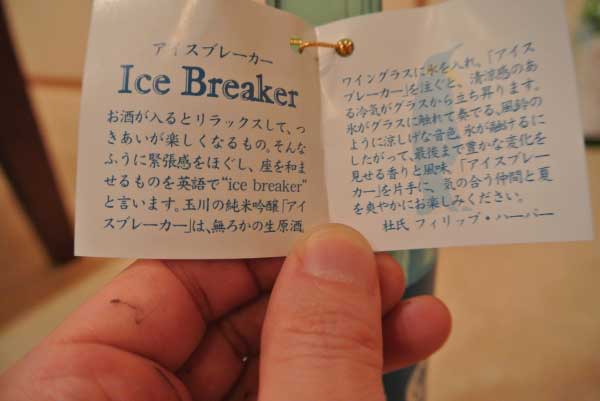 アイスブレーカー
Ice Breaker
お酒が入るとリラックスして、つ
きあいが楽しくなるもの。そんな
ふうに緊張感をほぐし、座を和ま
せるものを英語で“ice breaker”
と言います。玉川の純米吟醸「アイ
スブレーカー」は、無ろかの生原酒
ワイングラスに氷を入れ、「アイス
ブレーカー」を注ぐと、清涼感のあ
る冷気がグラスから立ち昇ります。
氷がグラスに触れて奏でる、風鈴の
ように涼しげな音色。氷が融けるに
したがって、最後まで豊かな変化を
見せる香りと風味。「アイスブレー
カー」を片手に、気の合う仲間と夏
を爽やかにお楽しみください。
杜氏 フィリップ・ハーパー